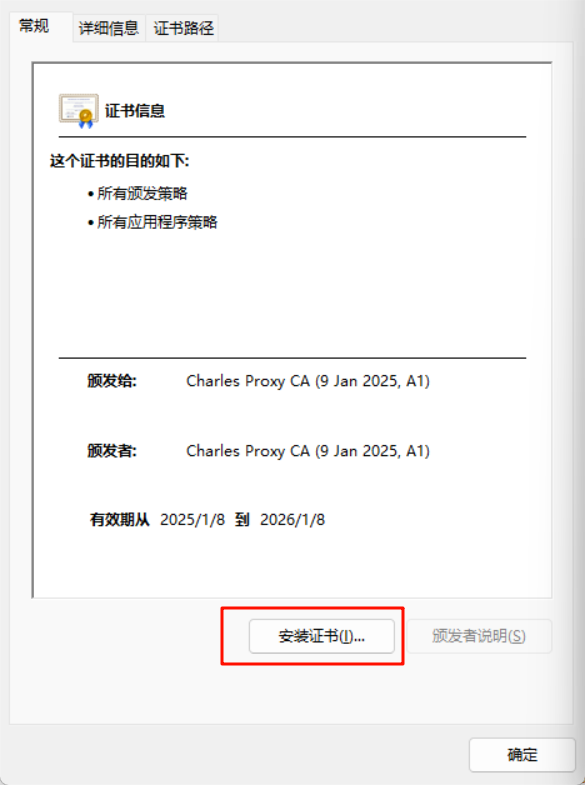 常规 详细信息 证书路径
证书信息
这个证书的目的如下:
• 所有颁发策略
• 所有应用程序策略
颁发给: Charles Proxy CA (9 Jan 2025, A1)
颁发者: Charles Proxy CA (9 Jan 2025, A1)
有效期从 2025/1/8 到 2026/1/8
安装证书(I)... 颁发者说明(S)
确定